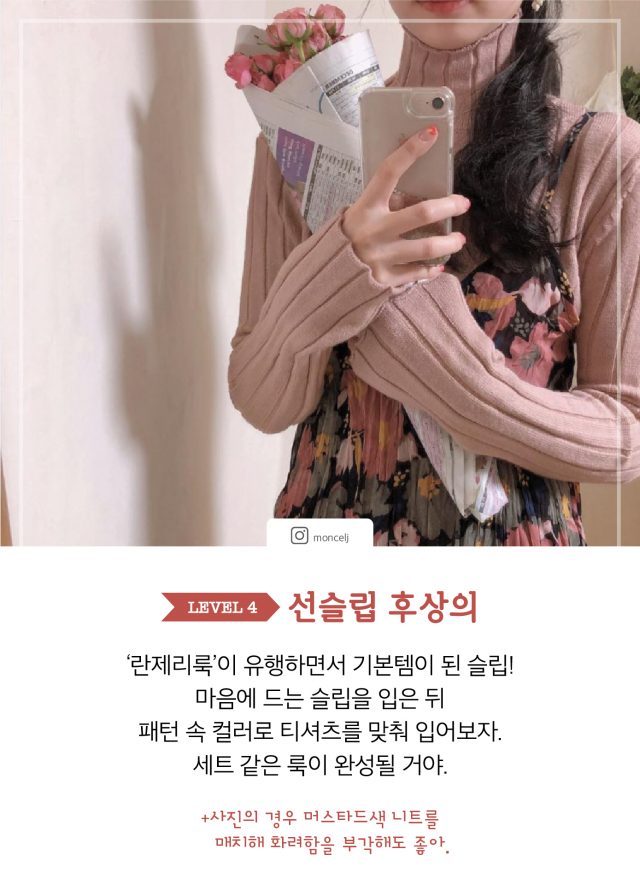 moncelj
LEVEL 4 선슬립 후상의
‘란제리룩’이 유행하면서 기본템이 된 슬립!
마음에 드는 슬립을 입은 뒤
패턴 속 컬러로 티셔츠를 맞춰 입어보자.
세트 같은 룩이 완성될 거야.
+사진의 경우 머스타드색 니트를
매치해 화려함을 부각해도 좋아.